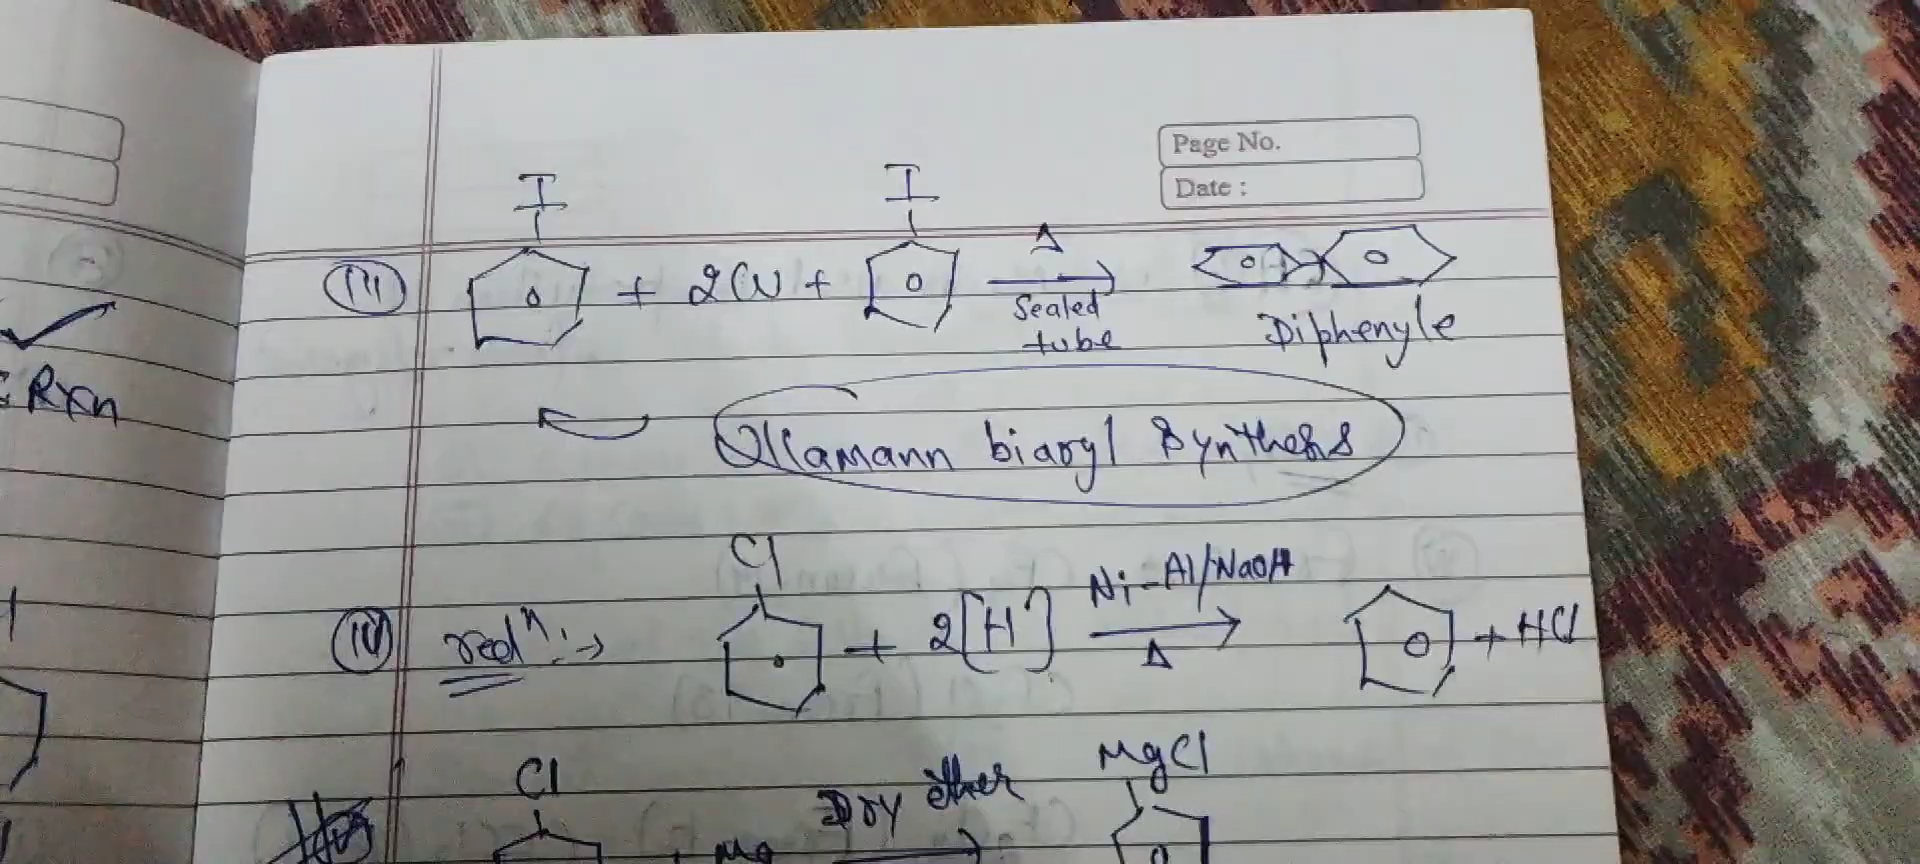 Page No.
Date :
I I
(III) + 2Cu + Δ
Sealed tube
Diphenyle
Rxn
Ullamann biaryl Synthesis
Cl
(IV) redⁿ :→ + 2[H] Ni-Al/NaOH Δ + HCl
Cl Dry ether MgCl
+ Mg